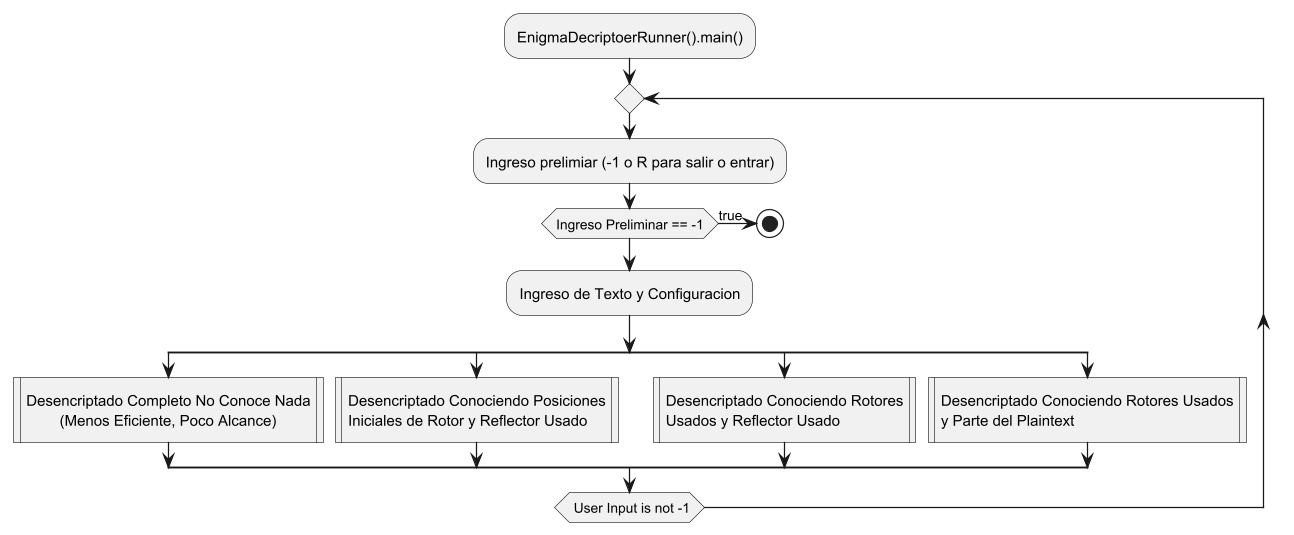 EnigmaDecriptoerRunner().main()
Ingreso prelimiar (-1 o R para salir o entrar)
Ingreso Preliminar == -1
true
Ingreso de Texto y Configuracion
Desencriptado Completo No Conoce Nada
(Menos Eficiente, Poco Alcance)
Desencriptado Conociendo Posiciones
Iniciales de Rotor y Reflector Usado
Desencriptado Conociendo Rotores
Usados y Reflector Usado
Desencriptado Conociendo Rotores Usados
y Parte del Plaintext
User Input is not -1